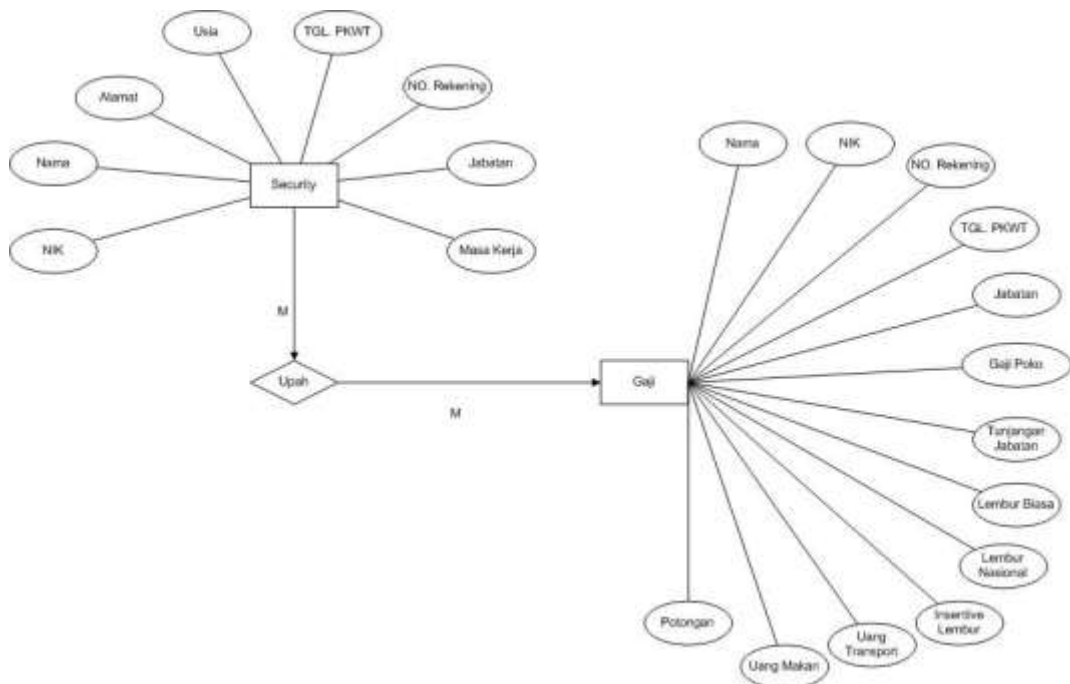 Usia
TGL. PKWT
Alamat
NO. Rekening
Nama
Jabatan
Security
NIK
Masa Kerja
M
Upah
M
Gaji
Nama
NIK
NO. Rekening
TGL. PKWT
Jabatan
Gaji Poko
Tunjangan
Jabatan
Lembur Biasa
Lembur
Nasional
Insentive
Lembur
Uang
Transport
Uang Makan
Potongan